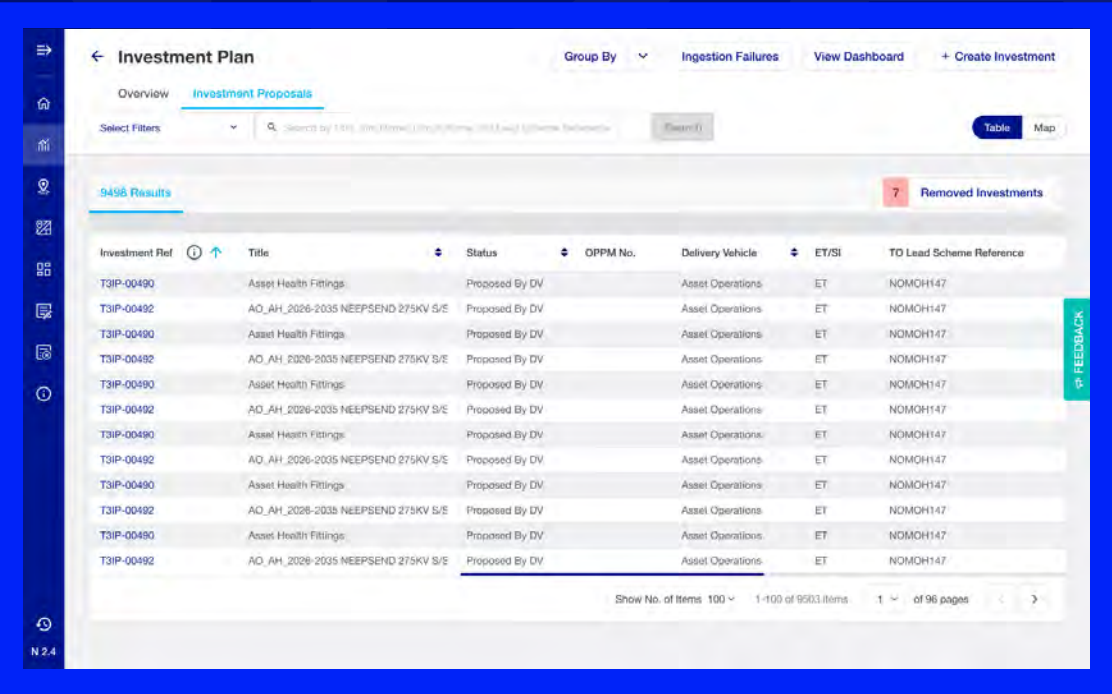 Investment Plan
Group By
Ingestion Failures
View Dashboard
+ Create Investment
Overview
Investment Proposals
Select Filters
Search
Table
Map
9498 Results
7
Removed Investments
Investment Ref
Title
Status
OPPM No.
Delivery Vehicle
ET/SI
TO Lead Scheme Reference
T3IP-00490 Asset Health Fittings Proposed By DV Asset Operations ET NOMOH147
T3IP-00492 AO_AH_2026-2035 NEEPSEND 275KV S/S Proposed By DV Asset Operations ET NOMOH147
T3IP-00490 Asset Health Fittings Proposed By DV Asset Operations ET NOMOH147
T3IP-00492 AO_AH_2026-2035 NEEPSEND 275KV S/S Proposed By DV Asset Operations ET NOMOH147
T3IP-00490 Asset Health Fittings Proposed By DV Asset Operations ET NOMOH147
T3IP-00492 AO_AH_2026-2035 NEEPSEND 275KV S/S Proposed By DV Asset Operations ET NOMOH147
T3IP-00490 Asset Health Fittings Proposed By DV Asset Operations ET NOMOH147
T3IP-00492 AO_AH_2026-2035 NEEPSEND 275KV S/S Proposed By DV Asset Operations ET NOMOH147
T3IP-00490 Asset Health Fittings Proposed By DV Asset Operations ET NOMOH147
T3IP-00492 AO_AH_2026-2035 NEEPSEND 275KV S/S Proposed By DV Asset Operations ET NOMOH147
T3IP-00490 Asset Health Fittings Proposed By DV Asset Operations ET NOMOH147
T3IP-00492 AO_AH_2026-2035 NEEPSEND 275KV S/S Proposed By DV Asset Operations ET NOMOH147
FEEDBACK
Show No. of Items 100
1-100 of 9503 items
1 of 96 pages
N 2.4